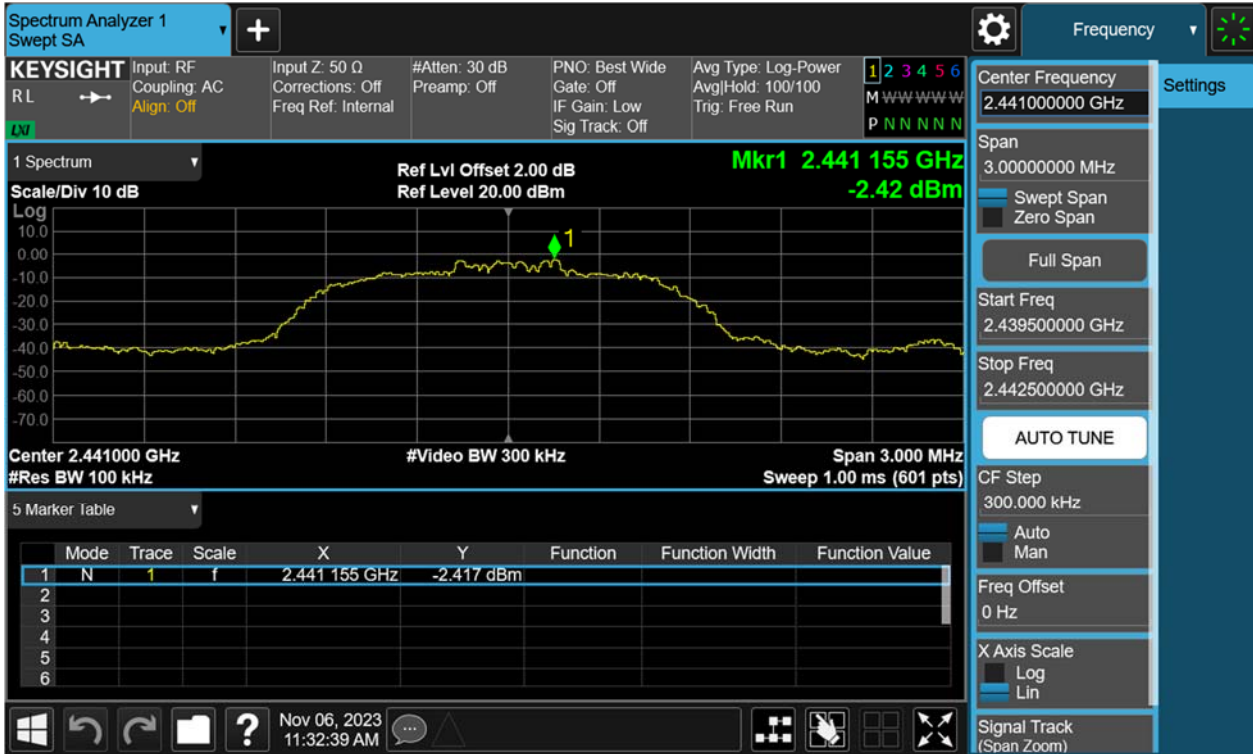 Spectrum Analyzer 1
Swept SA
Frequency
KEYSIGHT
RL
LXI
Input: RF
Coupling: AC
Align: Off
Input Z: 50 Ω
Corrections: Off
Freq Ref: Internal
#Atten: 30 dB
Preamp: Off
PNO: Best Wide
Gate: Off
IF Gain: Low
Sig Track: Off
Avg Type: Log-Power
Avg|Hold: 100/100
Trig: Free Run
1 2 3 4 5 6
M W W W W W
P N N N N N
1 Spectrum
Scale/Div 10 dB
Ref Lvl Offset 2.00 dB
Ref Level 20.00 dBm
Mkr1 2.441 155 GHz
-2.42 dBm
Log
10.0
0.00
-10.0
-20.0
-30.0
-40.0
-50.0
-60.0
-70.0
1
Center 2.441000 GHz
#Video BW 300 kHz
Span 3.000 MHz
#Res BW 100 kHz
Sweep 1.00 ms (601 pts)
5 Marker Table
Mode Trace Scale X Y Function Function Width Function Value
1 N 1 f 2.441 155 GHz -2.417 dBm
2
3
4
5
6
Nov 06, 2023
11:32:39 AM
Center Frequency
2.441000000 GHz
Settings
Span
3.00000000 MHz
Swept Span
Zero Span
Full Span
Start Freq
2.439500000 GHz
Stop Freq
2.442500000 GHz
AUTO TUNE
CF Step
300.000 kHz
Auto
Man
Freq Offset
0 Hz
X Axis Scale
Log
Lin
Signal Track
(Span Zoom)